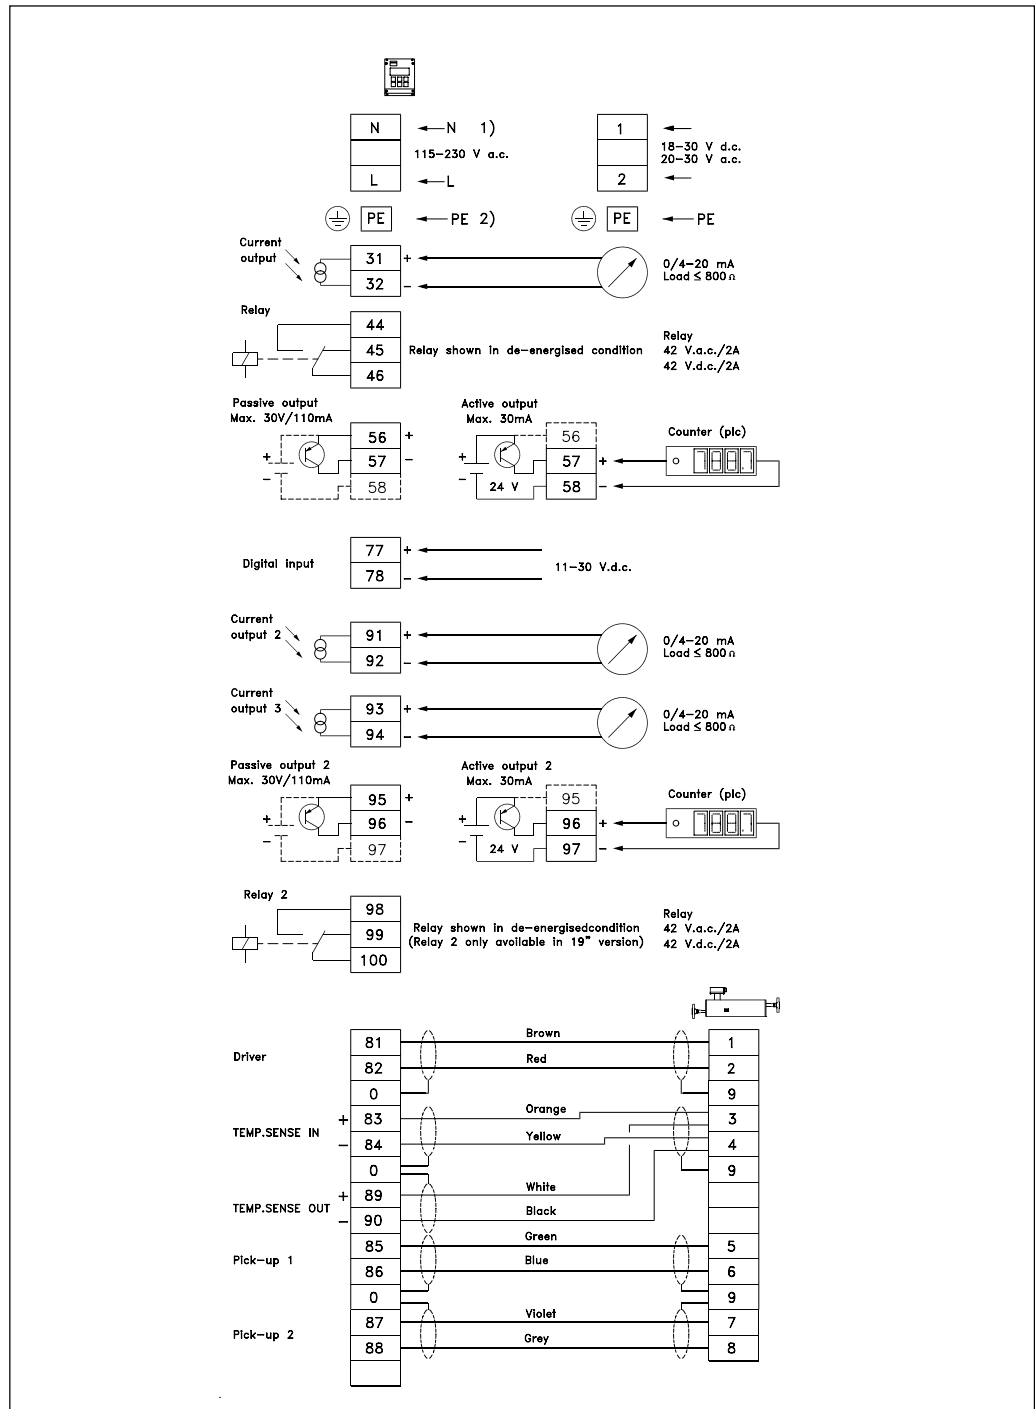 N ← N 1) 1 ←
115–230 V a.c. 18–30 V d.c.
20–30 V a.c.
L ← L 2 ←
PE ← PE 2) PE ← PE
Current
output
31 + 0/4–20 mA
32 – Load ≤ 800 Ω
Relay
44
45 Relay shown in de–energised condition
46
Relay
42 V.a.c./2A
42 V.d.c./2A
Passive output
Max. 30V/110mA
+ 56 +
– 57 –
58
Active output
Max. 30mA
+ 56
– 57 +
24 V 58 –
Counter (plc)
Digital input
77 +
78 –
11–30 V.d.c.
Current
output 2
91 + 0/4–20 mA
92 – Load ≤ 800 Ω
Current
output 3
93 + 0/4–20 mA
94 – Load ≤ 800 Ω
Passive output 2
Max. 30V/110mA
+ 95 +
– 96 –
97
Active output 2
Max. 30mA
+ 95
– 96 +
24 V 97 –
Counter (plc)
Relay 2
98
99
100
Relay shown in de–energisedcondition
(Relay 2 only available in 19" version)
Relay
42 V.a.c./2A
42 V.d.c./2A
Driver
81 Brown 1
82 Red 2
0 9
TEMP.SENSE IN
+ 83 Orange 3
– 84 Yellow 4
0 9
TEMP.SENSE OUT
+ 89 White
– 90 Black
Pick–up 1
85 Green 5
86 Blue 6
0 9
Pick–up 2
87 Violet 7
88 Grey 8